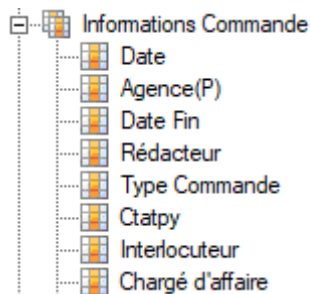 Informations Commande
Date
Agence(P)
Date Fin
Rédacteur
Type Commande
Ctatpy
Interlocuteur
Chargé d'affaire